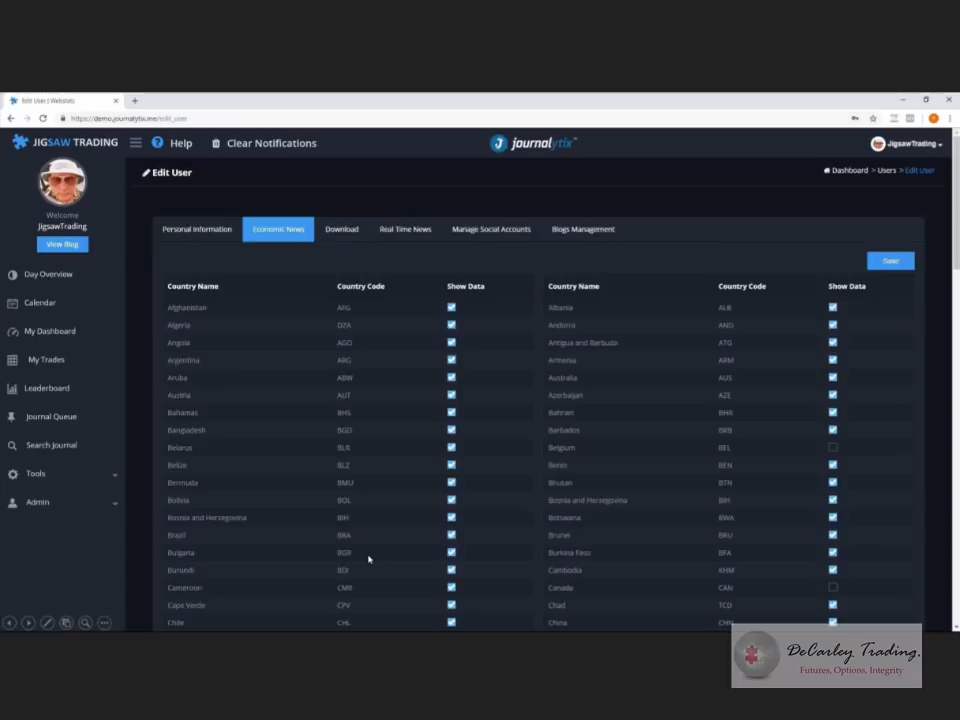 Edit User | Webstats
https://demo.journalytix.me/edit_user
JIGSAW TRADING
Help
Clear Notifications
journalytix™
JigsawTrading
Edit User
Dashboard > Users > Edit User
Welcome
JigsawTrading
View Blog
Day Overview
Calendar
My Dashboard
My Trades
Leaderboard
Journal Queue
Search Journal
Tools
Admin
Personal Information Economic News Download Real Time News Manage Social Accounts Blogs Management
Save
Country Name Country Code Show Data Country Name Country Code Show Data
Afghanistan AFG Albania ALB
Algeria DZA Andorra AND
Angola AGO Antigua and Barbuda ATG
Argentina ARG Armenia ARM
Aruba ABW Australia AUS
Austria AUT Azerbaijan AZE
Bahamas BHS Bahrain BHR
Bangladesh BGD Barbados BRB
Belarus BLR Belgium BEL
Belize BLZ Benin BEN
Bermuda BMU Bhutan BTN
Bolivia BOL Bosnia and Herzegovina BIH
Bosnia and Herzegovina BIH Botswana BWA
Brazil BRA Brunei BRU
Bulgaria BGR Burkina Faso BFA
Burundi BDI Cambodia KHM
Cameroon CMR Canada CAN
Cape Verde CPV Chad TCD
Chile CHL China CHN
DeCarley Trading.
Futures, Options, Integrity